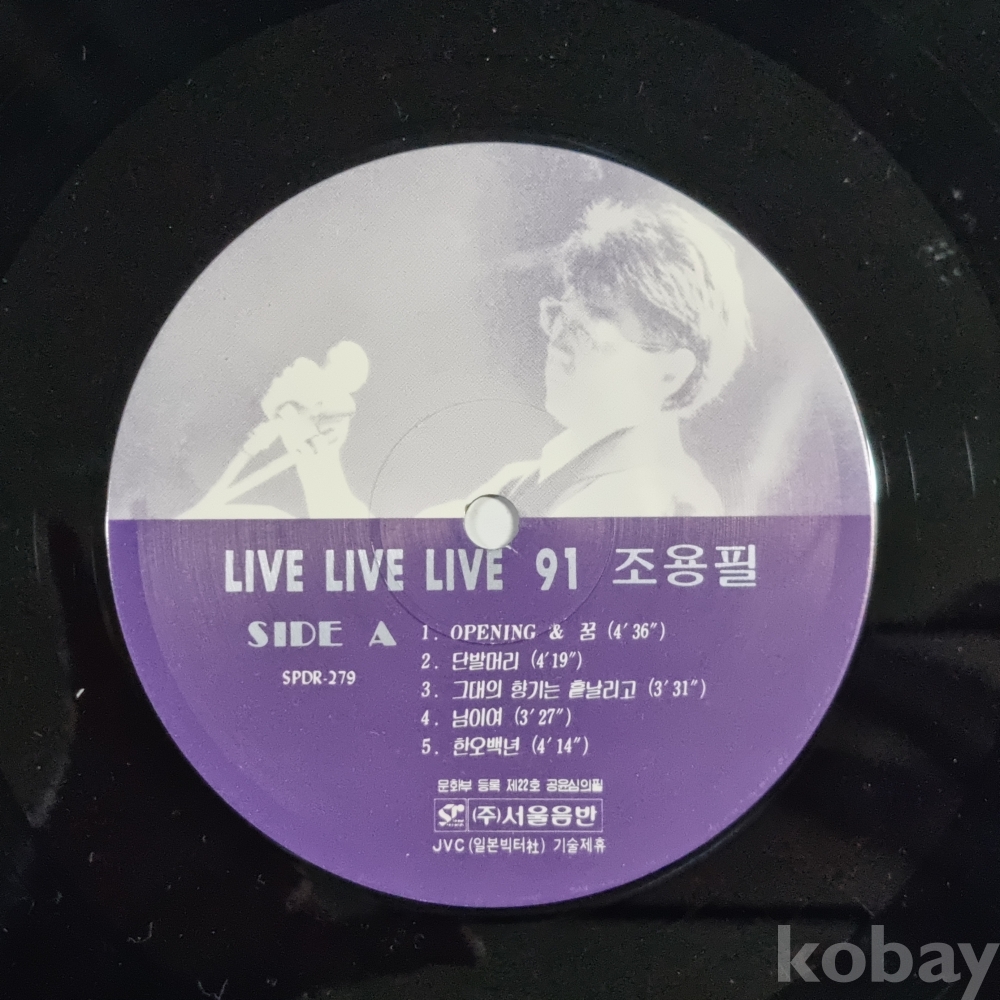 LIVE LIVE LIVE 91 조용필
SIDE A
SPDR-279
1. OPENING & 꿈 (4′36″)
2. 단발머리 (4′19″)
3. 그대의 향기는 흩날리고 (3′31″)
4. 님이여 (3′27″)
5. 한오백년 (4′14″)
문화부 등록 제22호 공윤심의필
(주)서울음반
JVC (일본빅터社) 기술제휴
kobay